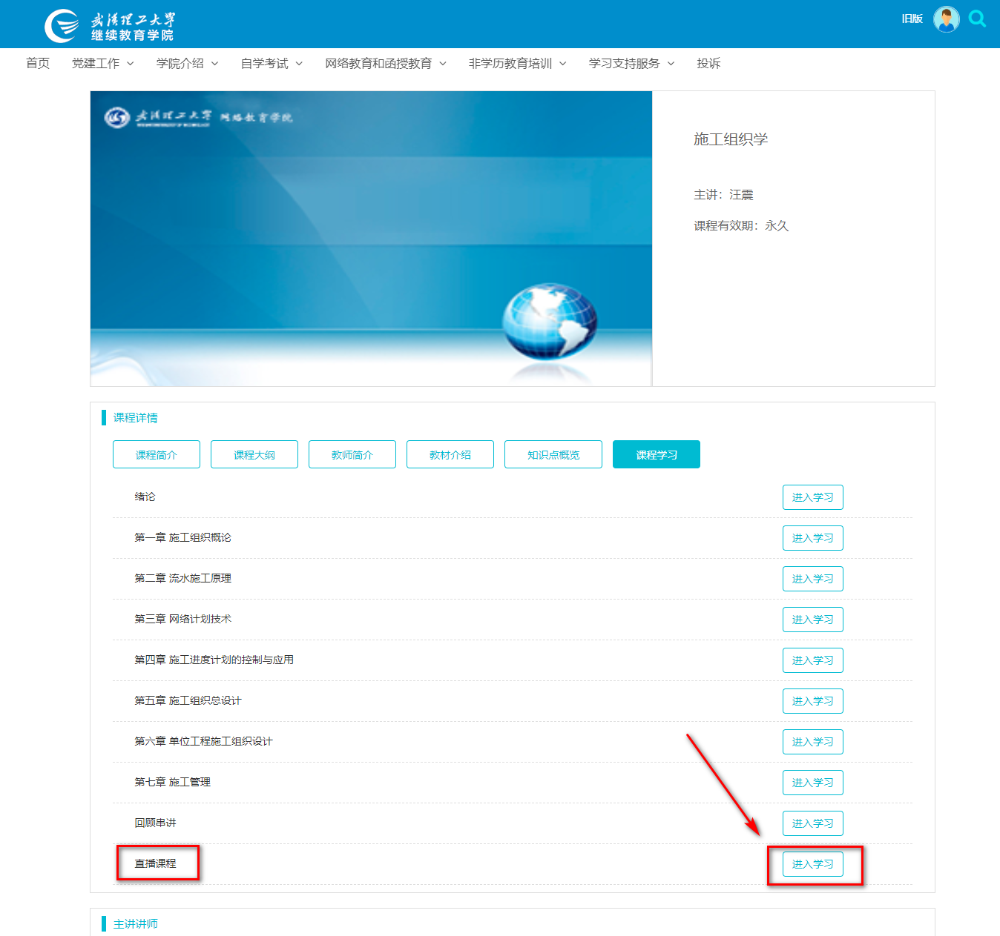 武汉理工大学
继续教育学院
旧版
首页 党建工作 学院介绍 自学考试 网络教育和函授教育 非学历教育培训 学习支持服务 投诉
武汉理工大学 网络教育学院
施工组织学
主讲：汪震
课程有效期：永久
课程详情
课程简介 课程大纲 教师简介 教材介绍 知识点概览 课程学习
绪论 进入学习
第一章 施工组织概论 进入学习
第二章 流水施工原理 进入学习
第三章 网络计划技术 进入学习
第四章 施工进度计划的控制与应用 进入学习
第五章 施工组织总设计 进入学习
第六章 单位工程施工组织设计 进入学习
第七章 施工管理 进入学习
回顾串讲 进入学习
直播课程 进入学习
主讲讲师